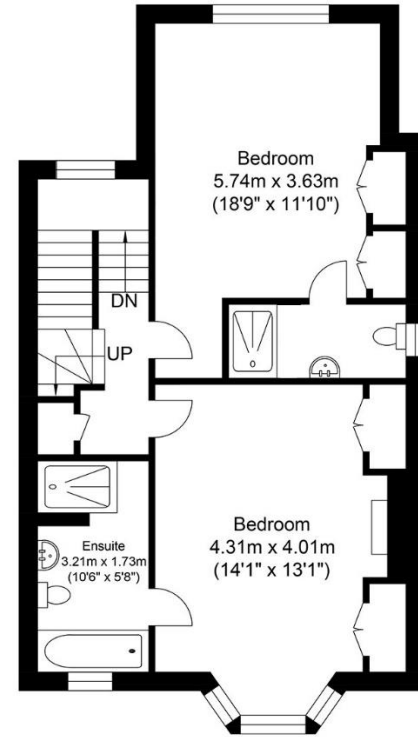 Bedroom
5.74m x 3.63m
(18'9" x 11'10")
DN
UP
Bedroom
4.31m x 4.01m
(14'1" x 13'1")
Ensuite
3.21m x 1.73m
(10'6" x 5'8")